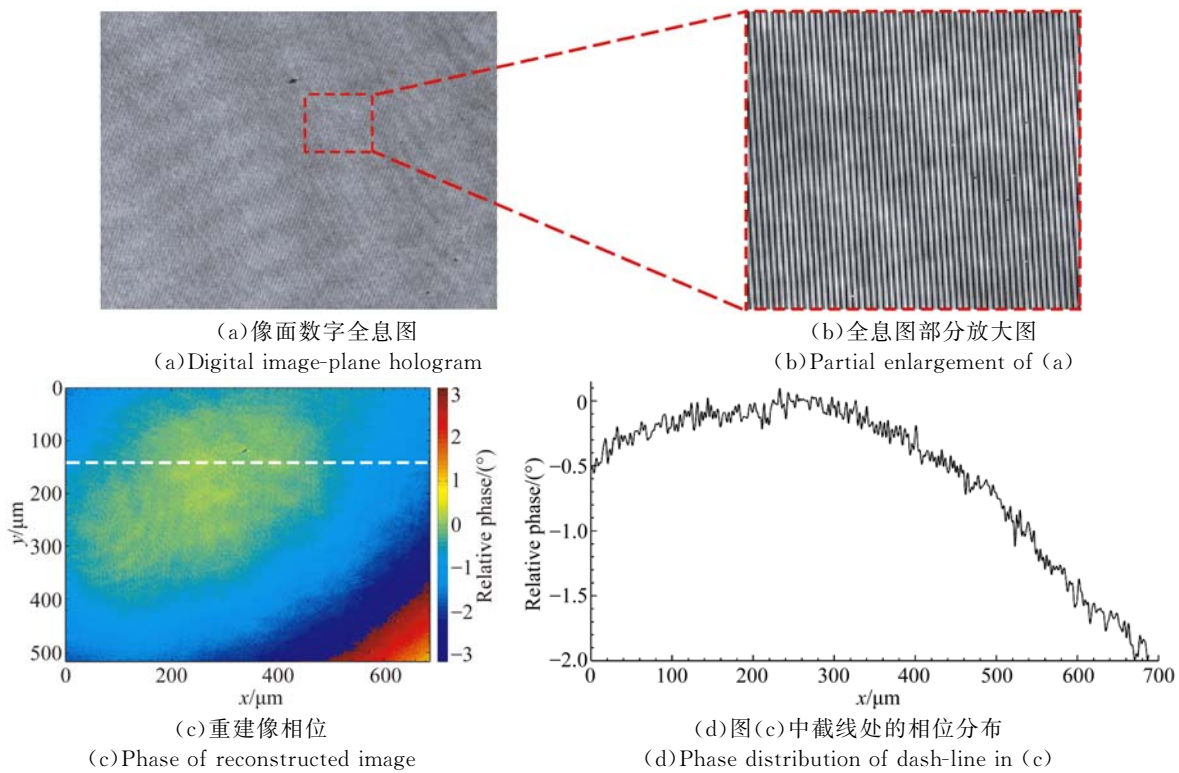 (a)像面数字全息图
(a)Digital image-plane hologram
(b)全息图部分放大图
(b)Partial enlargement of (a)
0
100
200
300
400
500
y/μm
0
200
400
600
x/μm
3
2
1
0
−1
−2
−3
Relative phase/(°)
(c)重建像相位
(c)Phase of reconstructed image
0
−0.5
−1.0
−1.5
−2.0
Relative phase/(°)
0
100
200
300
400
500
600
700
x/μm
(d)图(c)中截线处的相位分布
(d)Phase distribution of dash-line in (c)